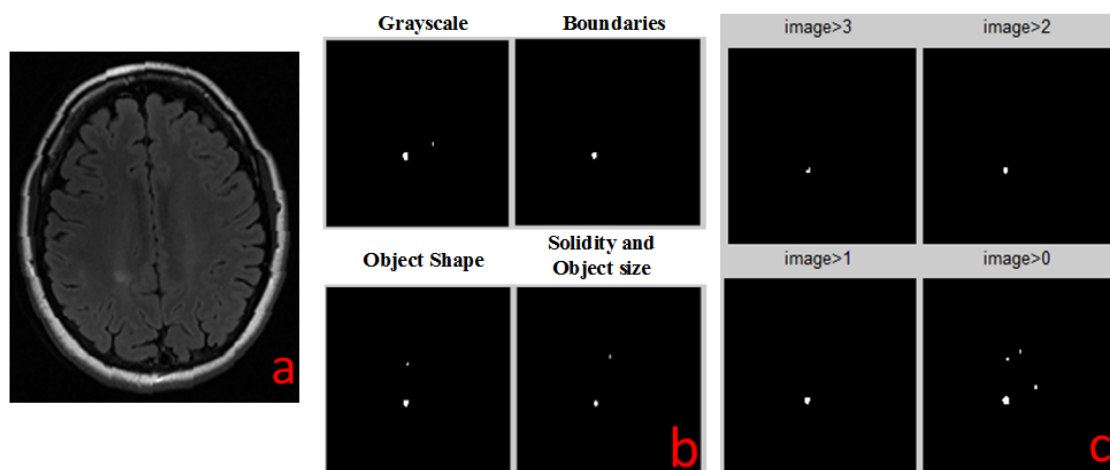 Grayscale
Boundaries
Object Shape
Solidity and
Object size
image>3
image>2
image>1
image>0
a
b
c